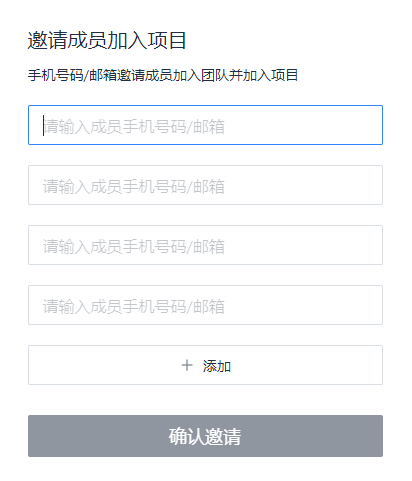 邀请成员加入项目
手机号码/邮箱邀请成员加入团队并加入项目
请输入成员手机号码/邮箱
请输入成员手机号码/邮箱
请输入成员手机号码/邮箱
请输入成员手机号码/邮箱
+ 添加
确认邀请